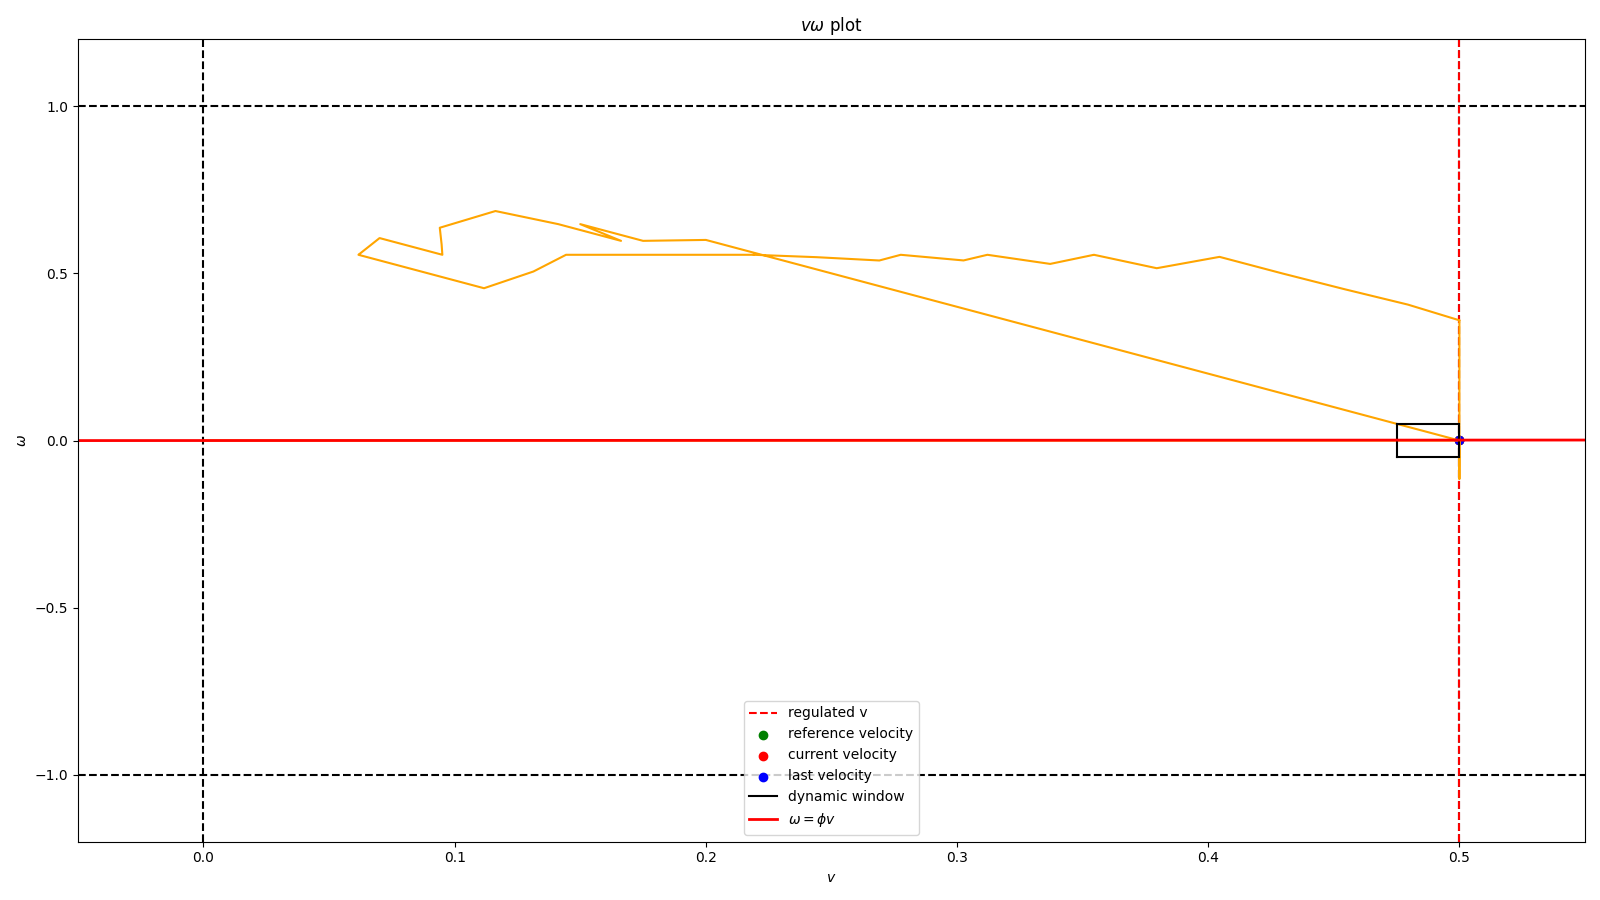 vω plot
1.0
0.5
0.0
−0.5
−1.0
ω
regulated v
reference velocity
current velocity
last velocity
dynamic window
ω = ϕv
0.0 0.1 0.2 0.3 0.4 0.5
v